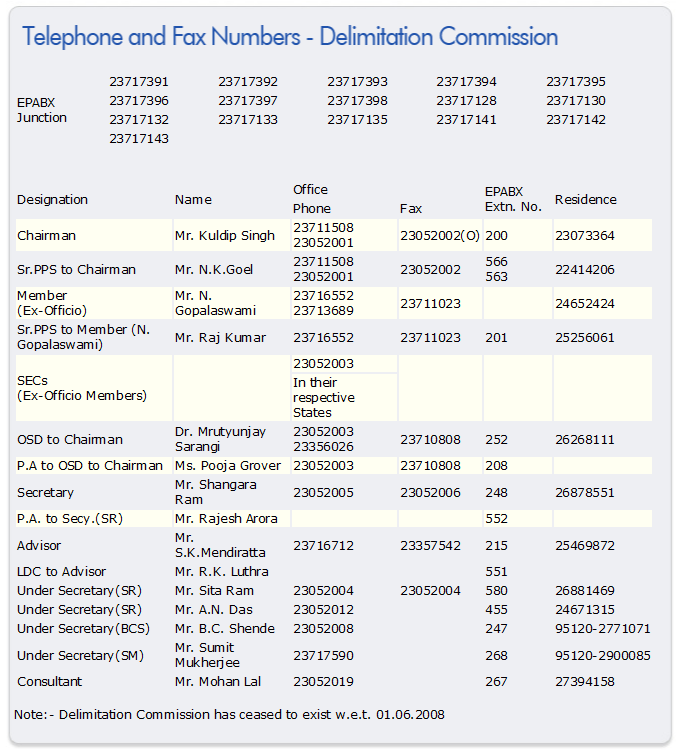 Telephone and Fax Numbers - Delimitation Commission
EPABX Junction 23717391 23717392 23717393 23717394 23717395
23717396 23717397 23717398 23717128 23717130
23717132 23717133 23717135 23717141 23717142
23717143
Designation Name Office Phone Fax EPABX Extn. No. Residence
Chairman Mr. Kuldip Singh 23711508 23052001 23052002(O) 200 23073364
Sr.PPS to Chairman Mr. N.K.Goel 23711508 23052001 23052002 566 563 22414206
Member (Ex-Officio) Mr. N. Gopalaswami 23716552 23713689 23711023 24652424
Sr.PPS to Member (N. Gopalaswami) Mr. Raj Kumar 23716552 23711023 201 25256061
SECs (Ex-Officio Members) 23052003 In their respective States
OSD to Chairman Dr. Mrutyunjay Sarangi 23052003 23356026 23710808 252 26268111
P.A to OSD to Chairman Ms. Pooja Grover 23052003 23710808 208
Secretary Mr. Shangara Ram 23052005 23052006 248 26878551
P.A. to Secy.(SR) Mr. Rajesh Arora 552
Advisor Mr. S.K.Mendiratta 23716712 23357542 215 25469872
LDC to Advisor Mr. R.K. Luthra 551
Under Secretary(SR) Mr. Sita Ram 23052004 23052004 580 26881469
Under Secretary(SR) Mr. A.N. Das 23052012 455 24671315
Under Secretary(BCS) Mr. B.C. Shende 23052008 247 95120-2771071
Under Secretary(SM) Mr. Sumit Mukherjee 23717590 268 95120-2900085
Consultant Mr. Mohan Lal 23052019 267 27394158
Note:- Delimitation Commission has ceased to exist w.e.t. 01.06.2008